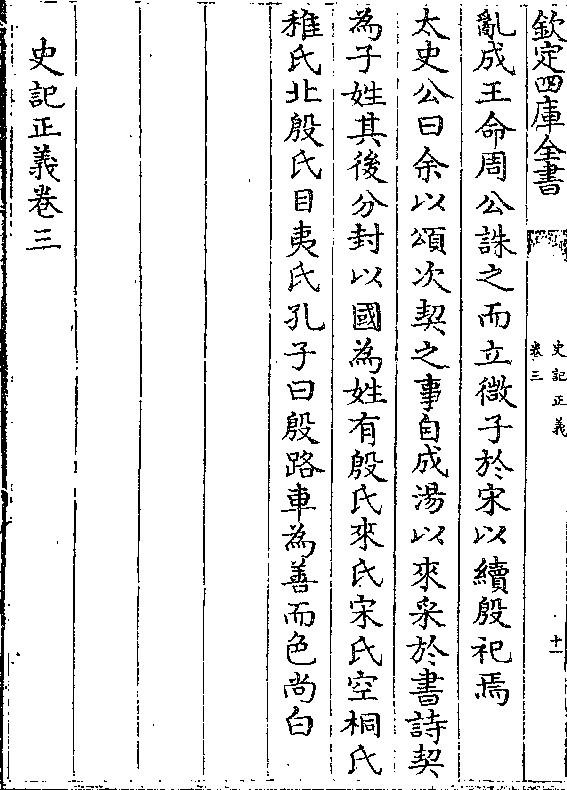 欽定四庫全書
史記正義
卷三
十一
亂成王命周公誅之而立微子於宋以續殷祀焉
太史公曰余以頌次契之事自成湯以來采於書詩契
為子姓其後分封以國為姓有殷氏來氏宋氏空桐氏
稚氏北殷氏目夷氏孔子曰殷路車為善而色尚白
史記正義卷三